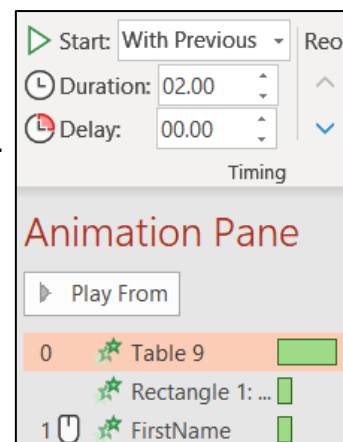 Start: With Previous Reo
Duration: 02.00
Delay: 00.00
Timing
Animation Pane
Play From
0 Table 9
Rectangle 1: ...
1 FirstName